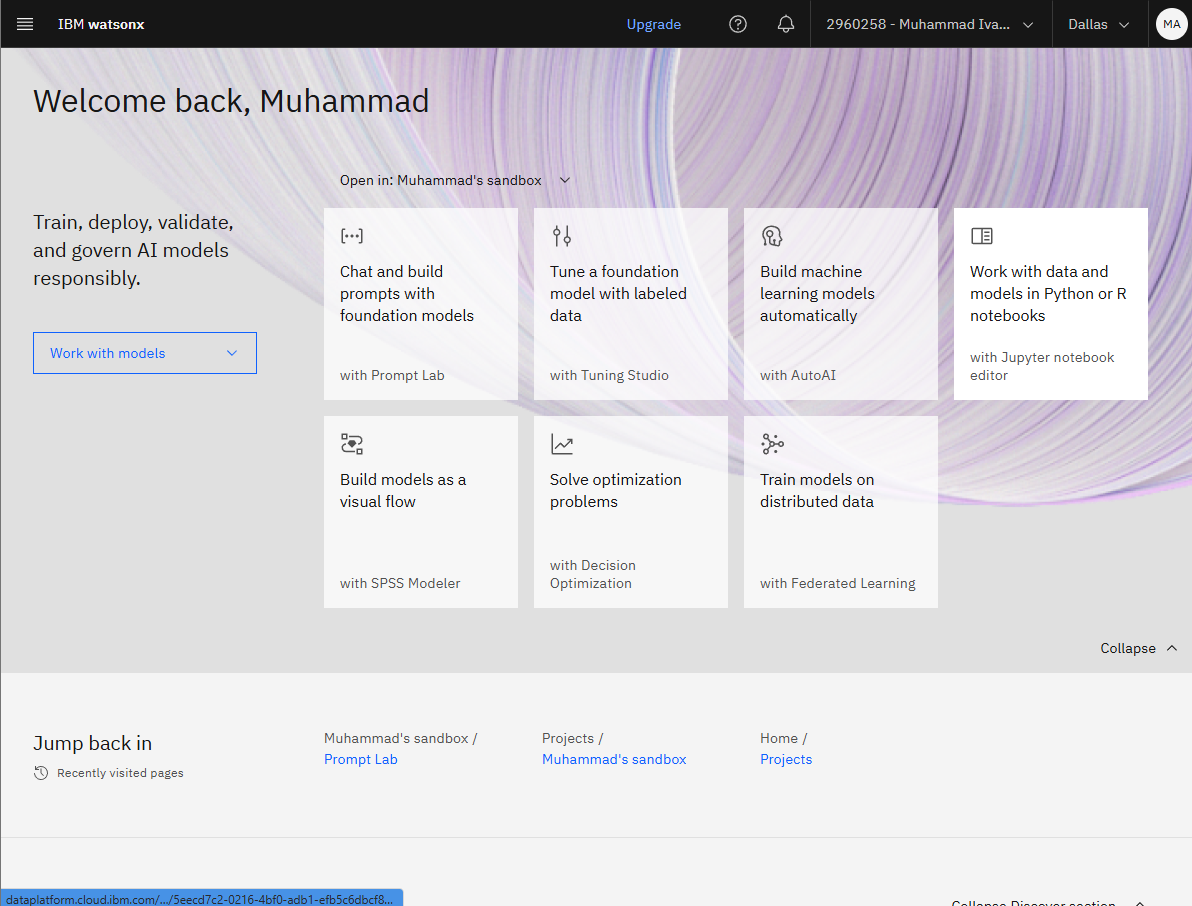 IBM watsonx
Upgrade
2960258 - Muhammad Iva...
Dallas
MA
Welcome back, Muhammad
Open in: Muhammad's sandbox
Train, deploy, validate,
and govern AI models
responsibly.
Work with models
Chat and build
prompts with
foundation models
with Prompt Lab
Tune a foundation
model with labeled
data
with Tuning Studio
Build machine
learning models
automatically
with AutoAI
Work with data and
models in Python or R
notebooks
with Jupyter notebook
editor
Build models as a
visual flow
with SPSS Modeler
Solve optimization
problems
with Decision
Optimization
Train models on
distributed data
with Federated Learning
Collapse
Jump back in
Recently visited pages
Muhammad's sandbox /
Prompt Lab
Projects /
Muhammad's sandbox
Home /
Projects
dataplatform.cloud.ibm.com/.../5eecd7c2-0216-4bf0-adb1-efb5c6dbcf8...
Collapse Discover section